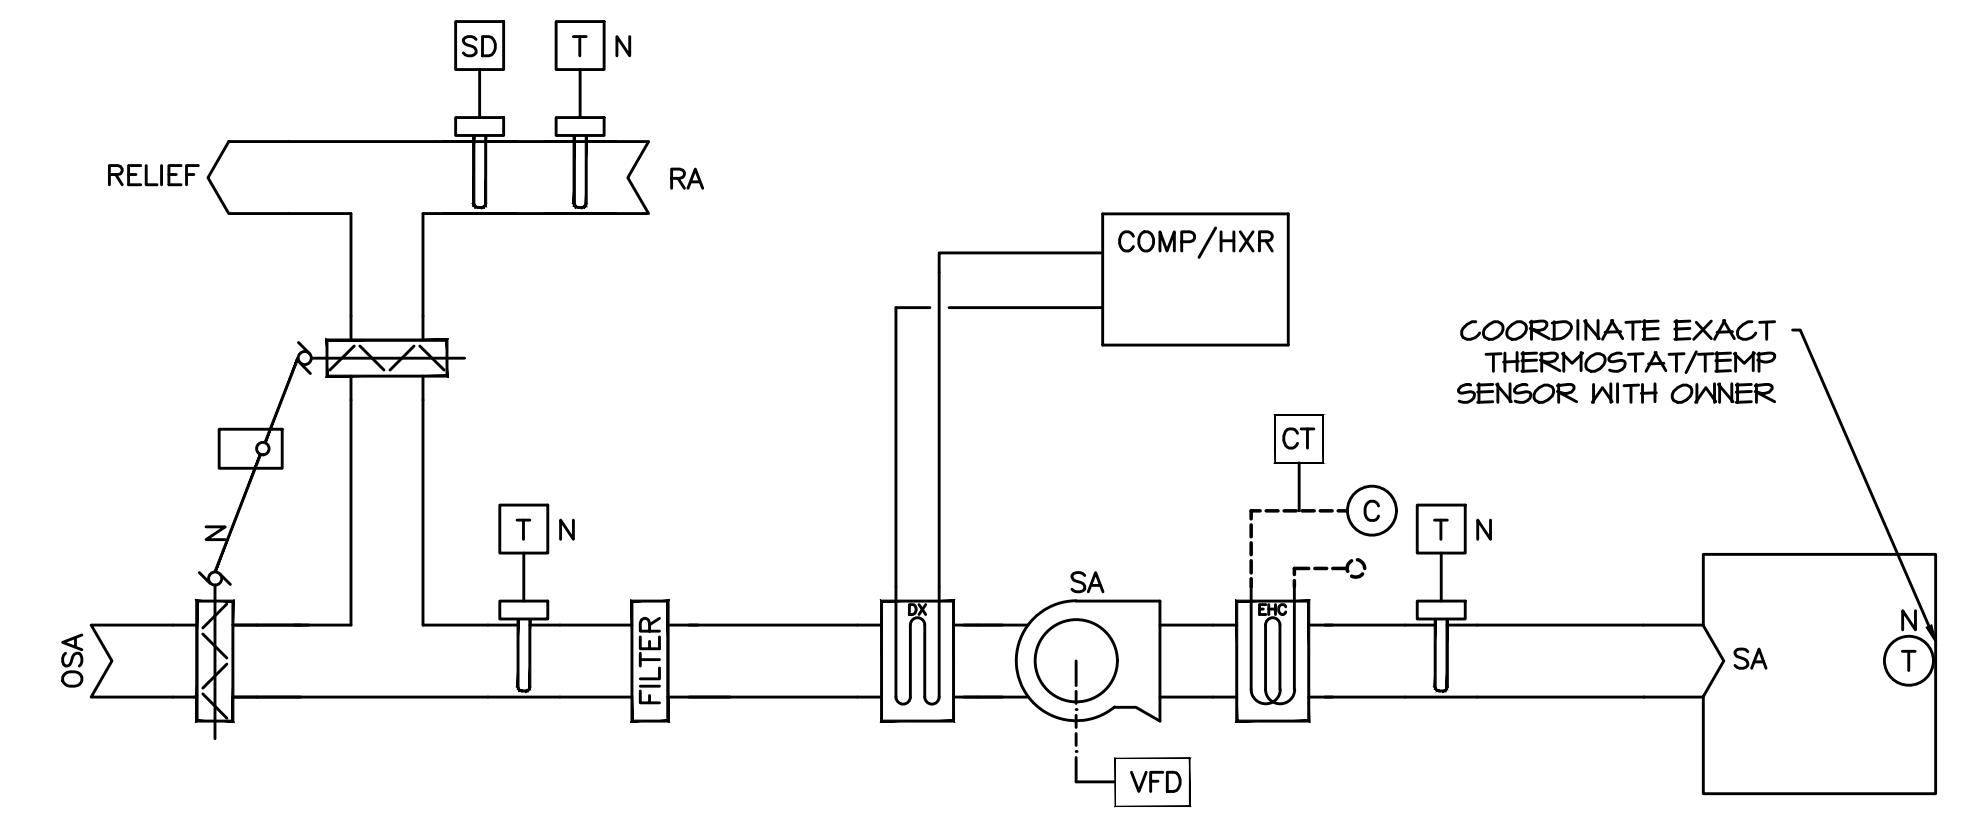 SD
T N
RELIEF
RA
COMP/HXR
COORDINATE EXACT
THERMOSTAT/TEMP
SENSOR WITH OWNER
CT
C
N
T N
T N
SA
DX
EHC
OSA
FILTER
SA
N
T
VFD